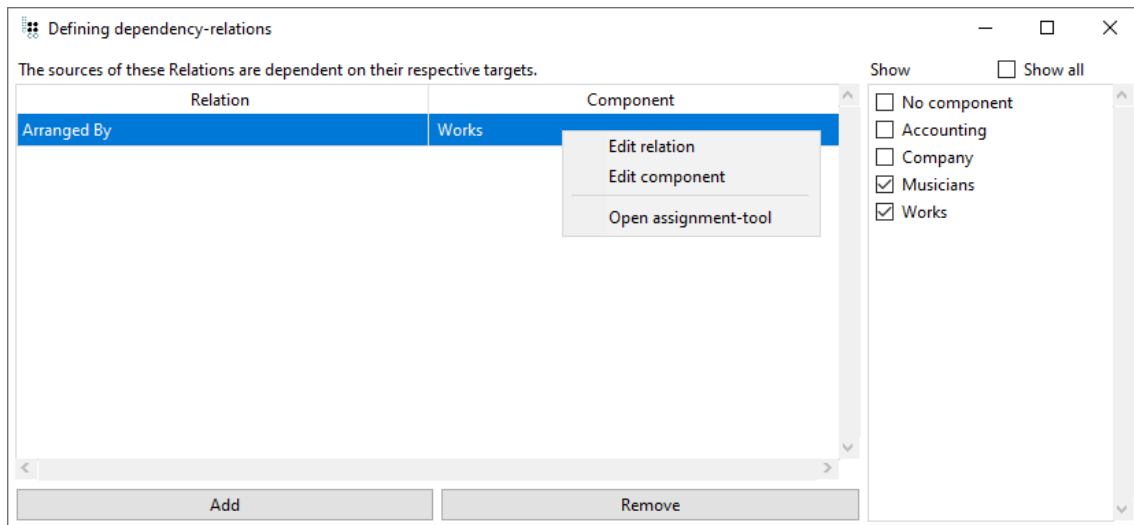 Defining dependency-relations
The sources of these Relations are dependent on their respective targets.
Show
Show all
Relation
Component
Arranged By
Works
Edit relation
Edit component
Open assignment-tool
No component
Accounting
Company
Musicians
Works
Add
Remove